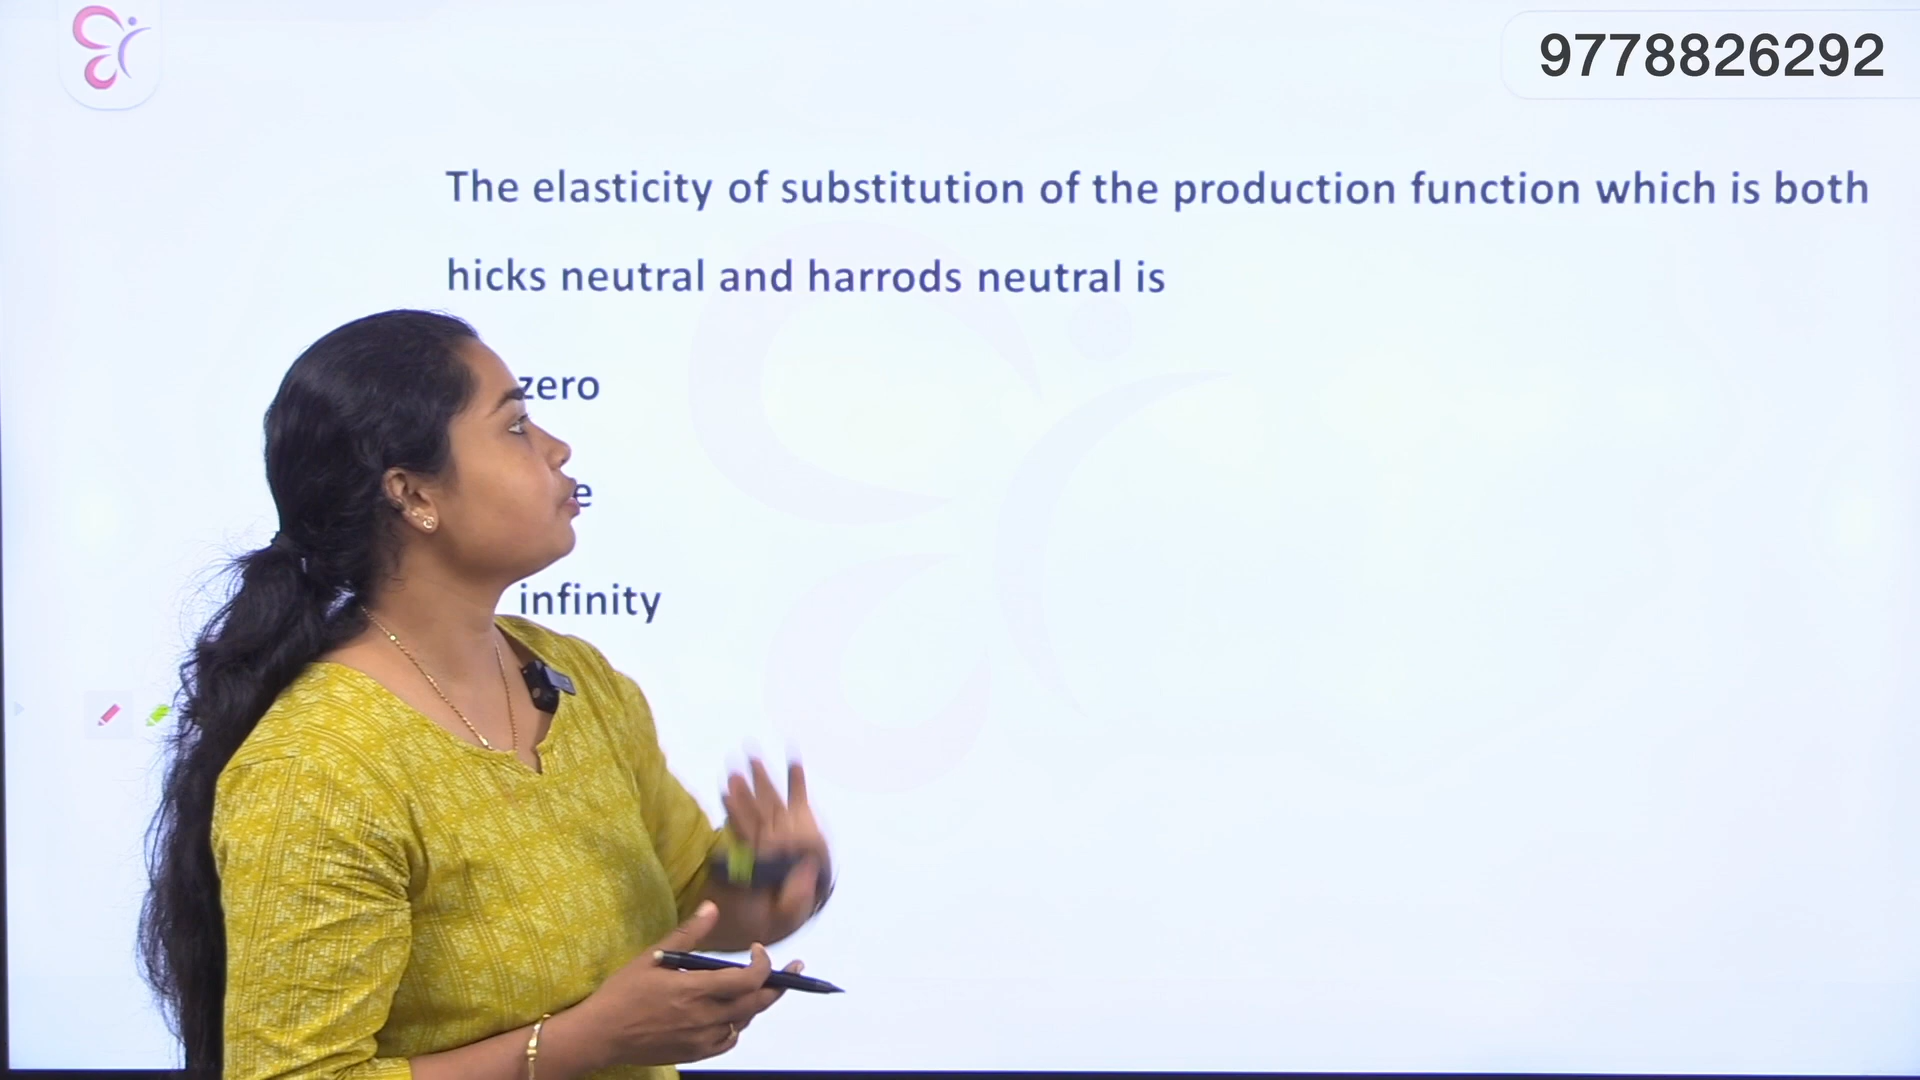 9778826292
The elasticity of substitution of the production function which is both
hicks neutral and harrods neutral is
zero
infinity